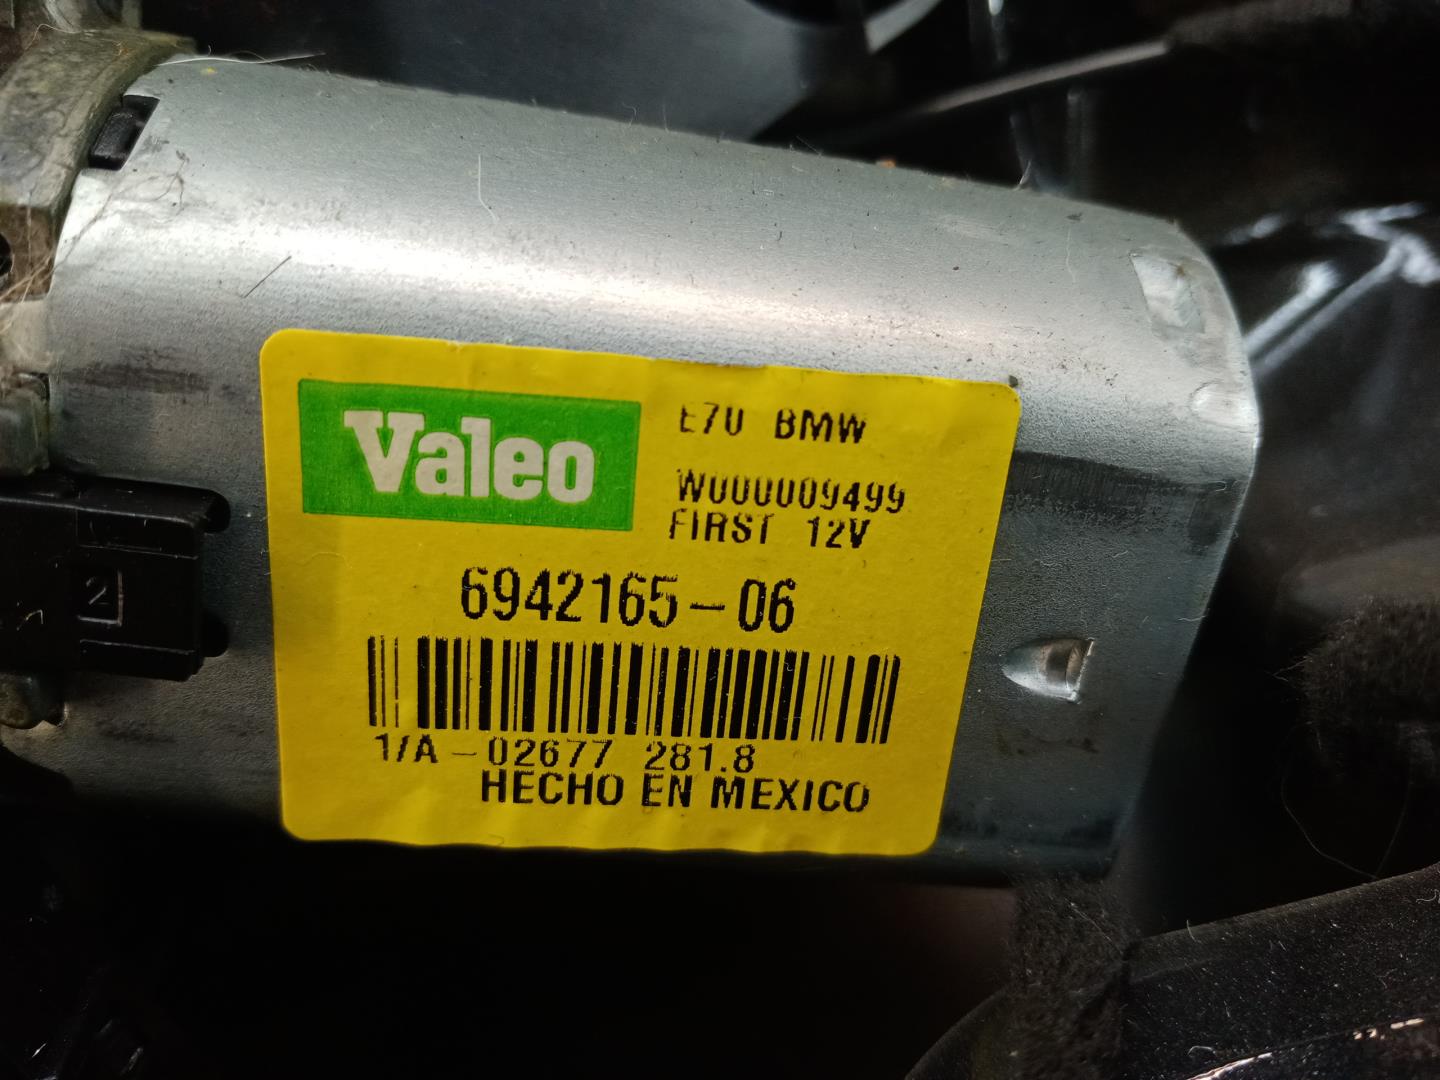 Valeo
E70 BMW
W000009499
FIRST 12V
6942165-06
1/A-02677 281.8
HECHO EN MEXICO
2